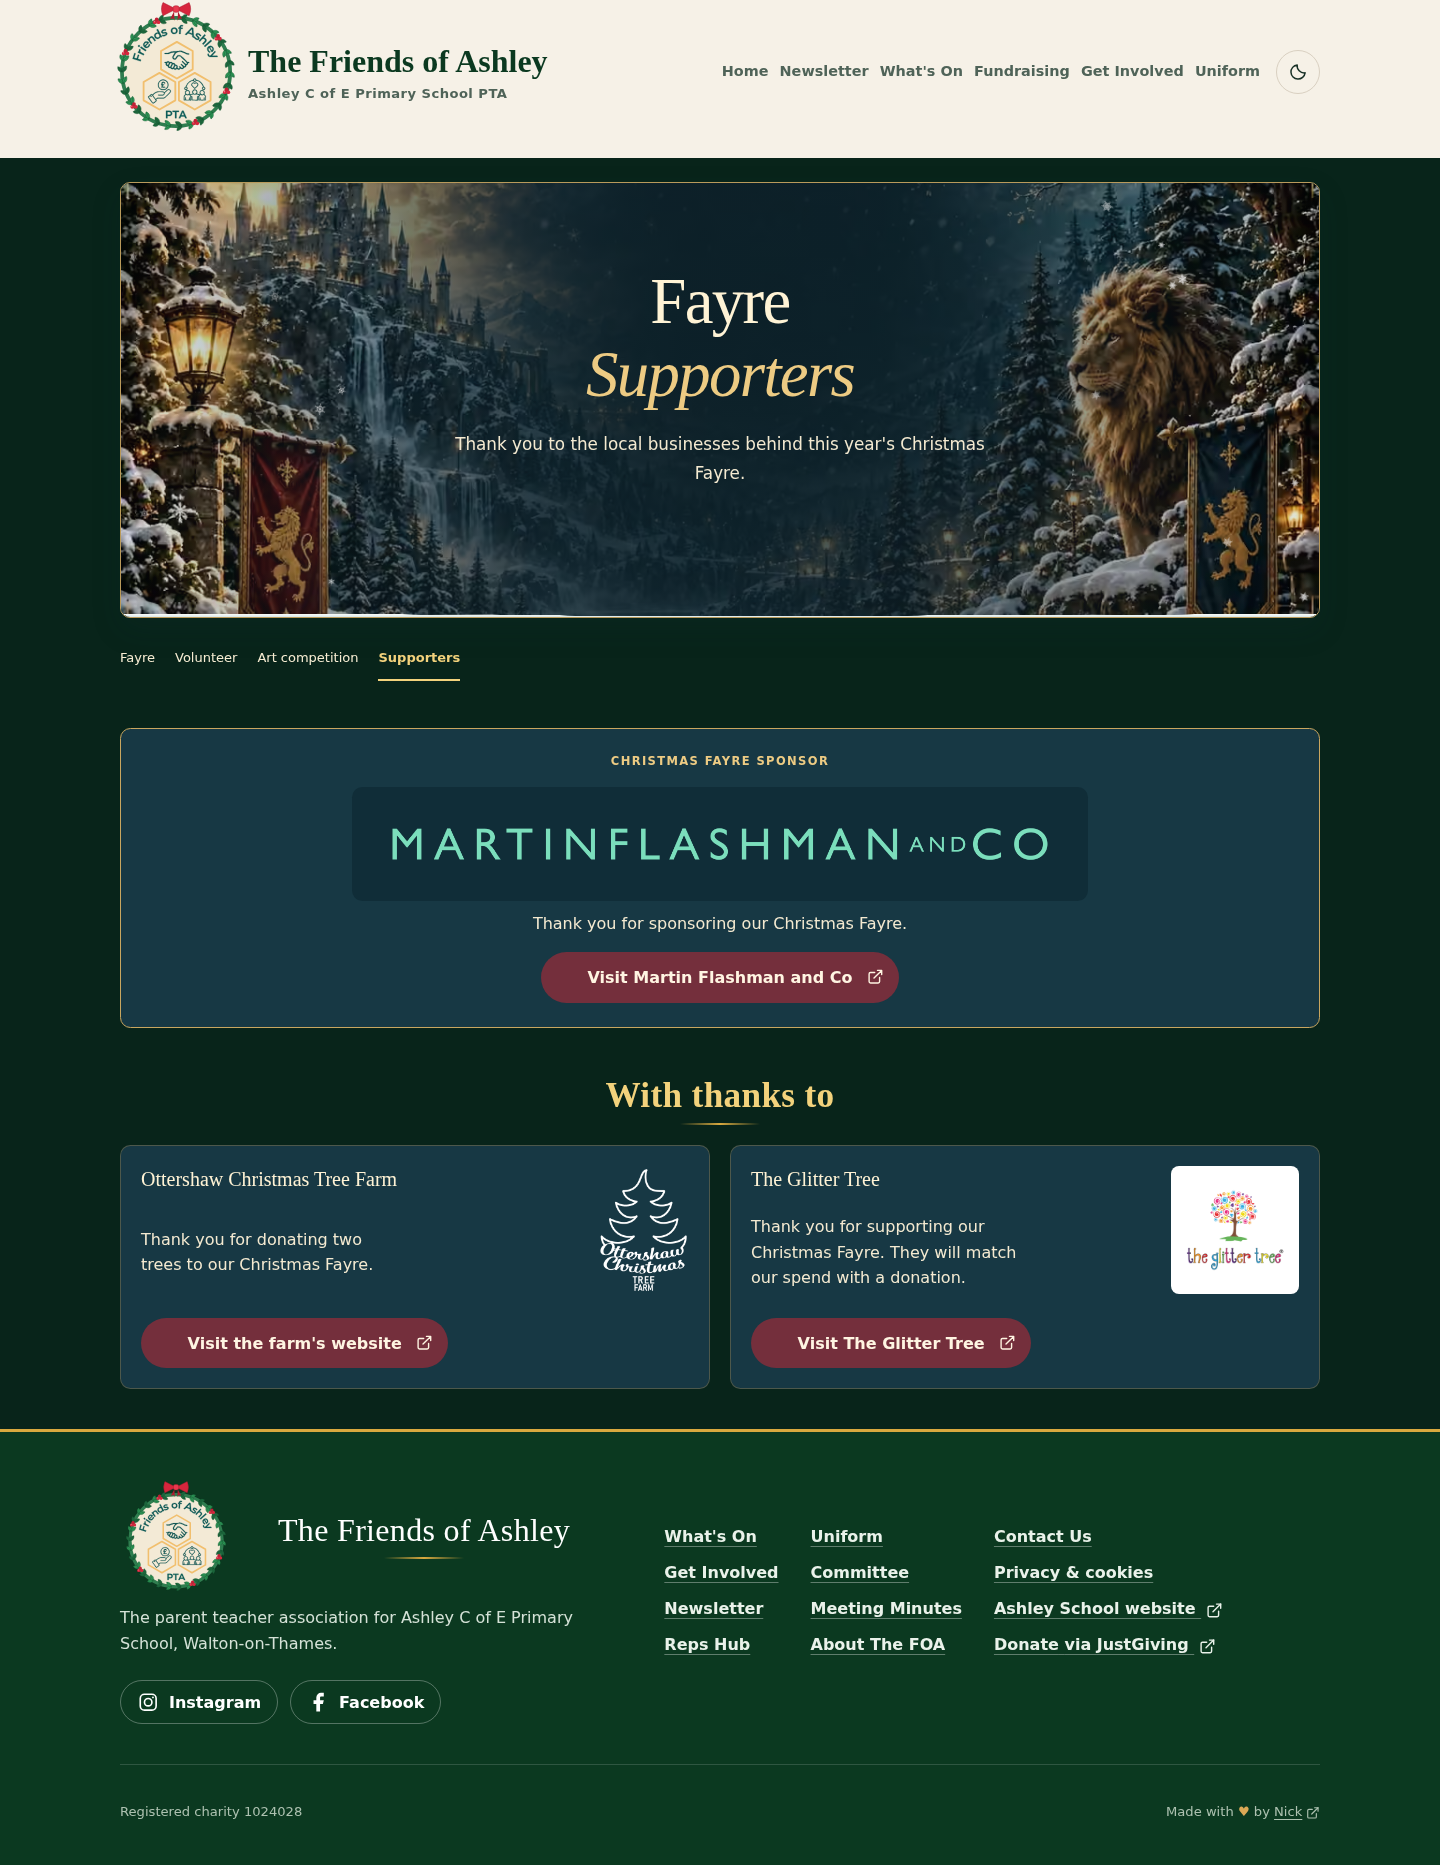 Friends of Ashley
PTA
The Friends of Ashley
Ashley C of E Primary School PTA
Home Newsletter What's On Fundraising Get Involved Uniform
Fayre
Supporters
Thank you to the local businesses behind this year's Christmas
Fayre.
Fayre Volunteer Art competition Supporters
CHRISTMAS FAYRE SPONSOR
MARTINFLASHMANANDCO
Thank you for sponsoring our Christmas Fayre.
Visit Martin Flashman and Co
With thanks to
Ottershaw Christmas Tree Farm
Thank you for donating two
trees to our Christmas Fayre.
Ottershaw
Christmas
TREE
FARM
Visit the farm's website
The Glitter Tree
Thank you for supporting our
Christmas Fayre. They will match
our spend with a donation.
the glitter tree
Visit The Glitter Tree
Friends of Ashley
PTA
The Friends of Ashley
The parent teacher association for Ashley C of E Primary
School, Walton-on-Thames.
Instagram Facebook
What's On
Get Involved
Newsletter
Reps Hub
Uniform
Committee
Meeting Minutes
About The FOA
Contact Us
Privacy & cookies
Ashley School website
Donate via JustGiving
Registered charity 1024028
Made with ♥ by Nick